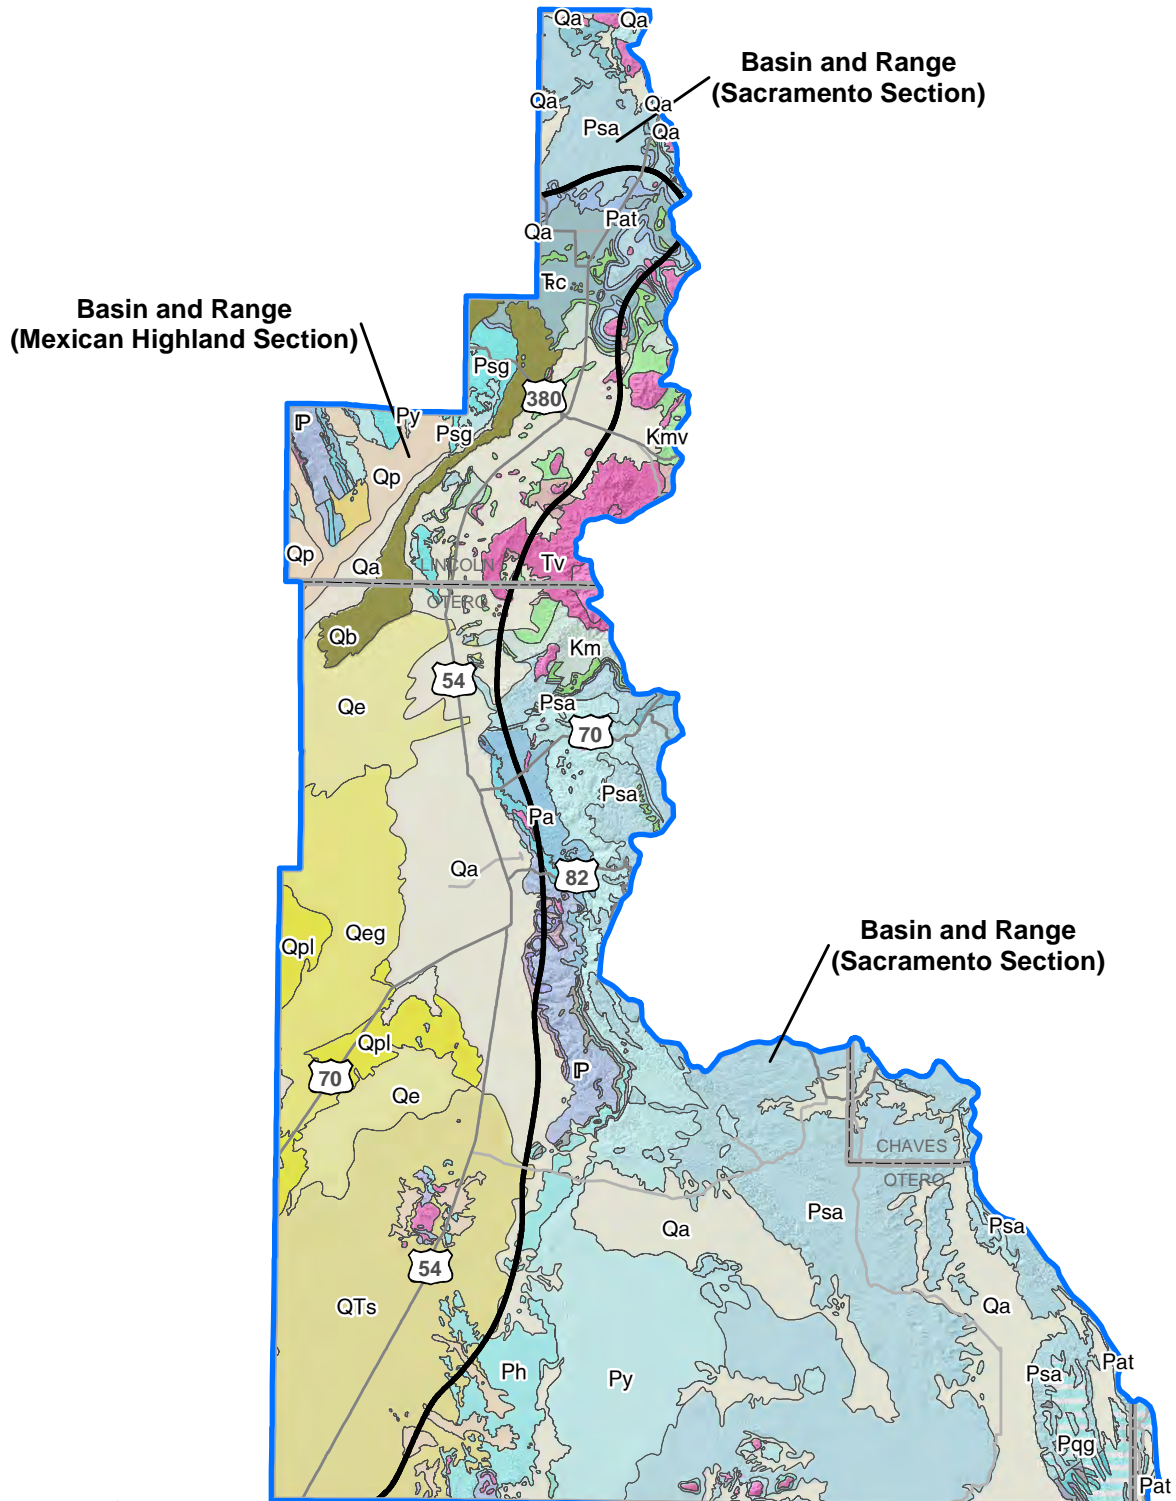 Qa Qa
Basin and Range
(Sacramento Section)
Qa Qa
Psa Qa
Pat
Qa
Ꞧc
Basin and Range
(Mexican Highland Section)
Psg
380
ℙ Py
Psg Kmv
Qp
Qp Qa LINCOLN Tv
OTERO
Qb Km
54
Qe Psa
70
Psa
Pa
Qa 82
Qpl Qeg
Basin and Range
(Sacramento Section)
Qpl
70 ℙ
Qe
CHAVES
OTERO
Qa Psa Psa
54
QTs Qa
Ph Py Psa Pat
Pqg
Pat